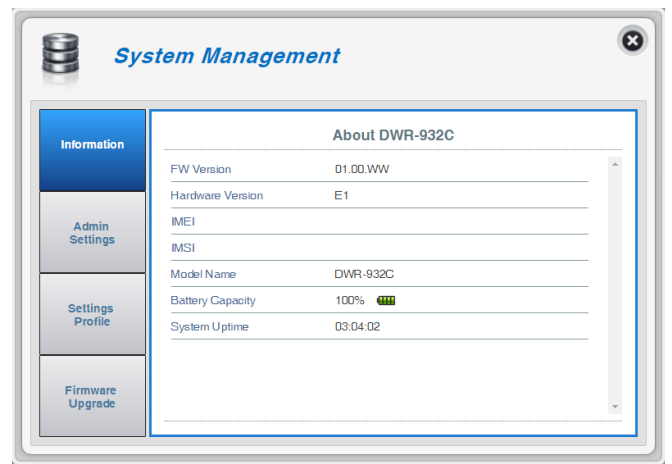 System Management
Information
Admin
Settings
Settings
Profile
Firmware
Upgrade
About DWR-932C
FW Version 01.00.WW
Hardware Version E1
IMEI
IMSI
Model Name DWR-932C
Battery Capacity 100%
System Uptime 03:04:02